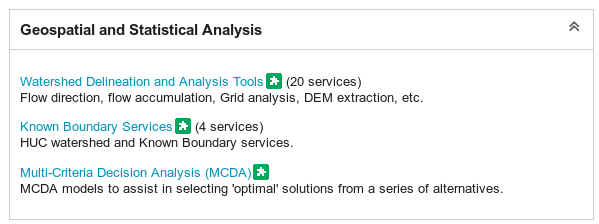 Geospatial and Statistical Analysis
Watershed Delineation and Analysis Tools (20 services)
Flow direction, flow accumulation, Grid analysis, DEM extraction, etc.
Known Boundary Services (4 services)
HUC watershed and Known Boundary services.
Multi-Criteria Decision Analysis (MCDA)
MCDA models to assist in selecting 'optimal' solutions from a series of alternatives.